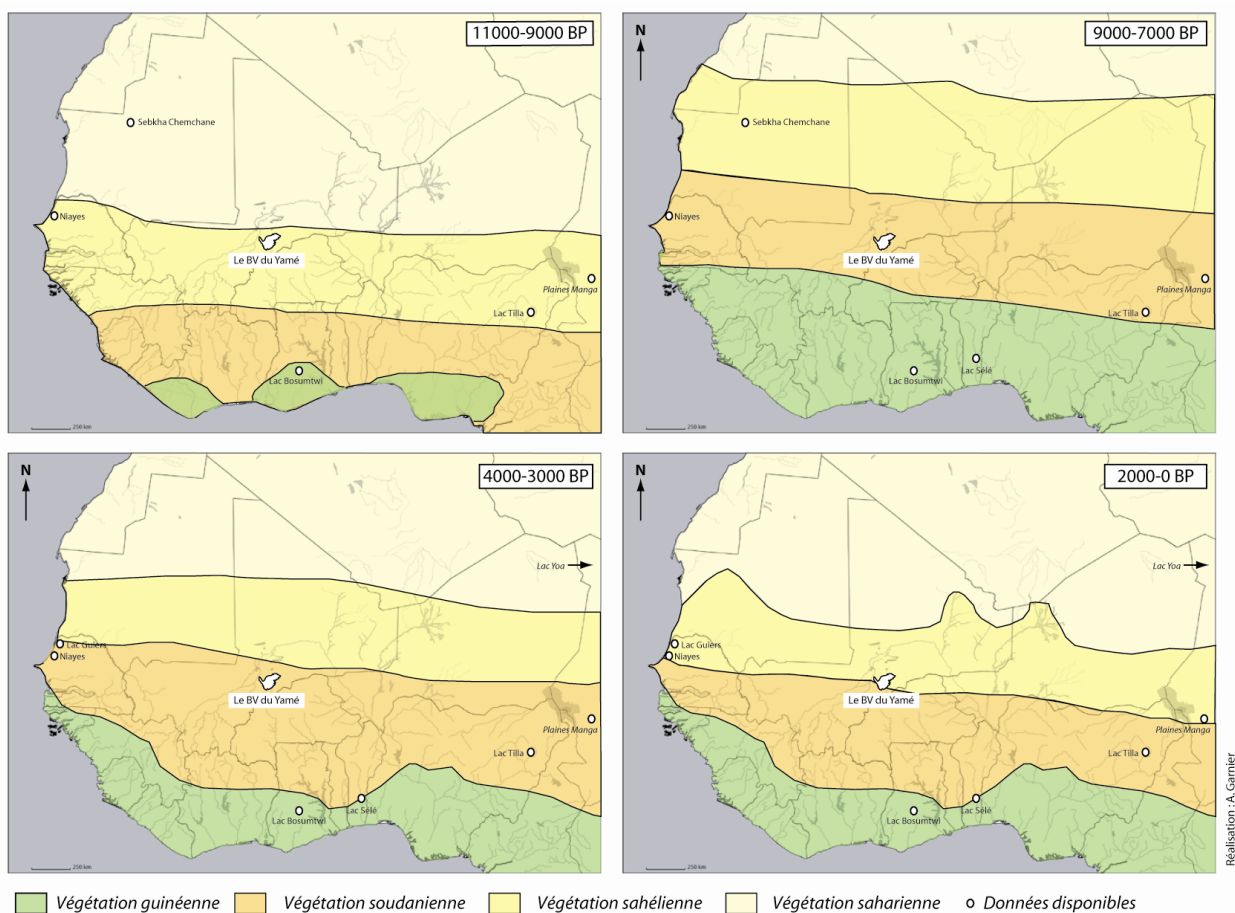 11000-9000 BP
Sebkha Chemchane
Niayes
Le BV du Yamé
Plaines Manga
Lac Tilla
Lac Bosumtwi
250 km
N
9000-7000 BP
Sebkha Chemchane
Niayes
Le BV du Yamé
Plaines Manga
Lac Tilla
Lac Sélé
Lac Bosumtwi
250 km
N
4000-3000 BP
Lac Yoa
Lac Guiers
Niayes
Le BV du Yamé
Plaines Manga
Lac Tilla
Lac Sélé
Lac Bosumtwi
250 km
N
2000-0 BP
Lac Yoa
Lac Guiers
Niayes
Le BV du Yamé
Plaines Manga
Lac Tilla
Lac Sélé
Lac Bosumtwi
250 km
Réalisation : A. Garnier
Végétation guinéenne
Végétation soudanienne
Végétation sahélienne
Végétation saharienne
Données disponibles